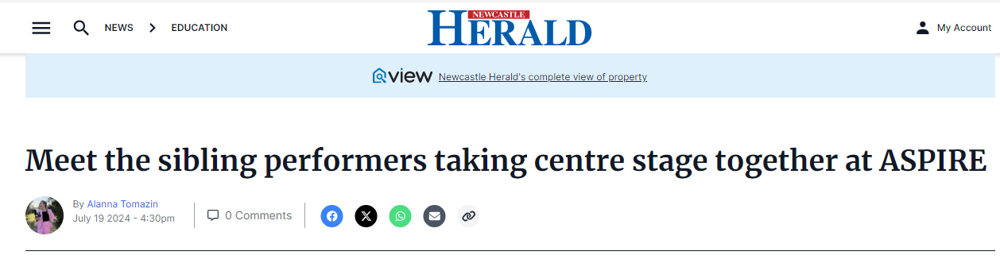 NEWS
EDUCATION
NEWCASTLE
HERALD
My Account
view Newcastle Herald's complete view of property
Meet the sibling performers taking centre stage together at ASPIRE
By Alanna Tomazin
July 19 2024 - 4:30pm
0 Comments